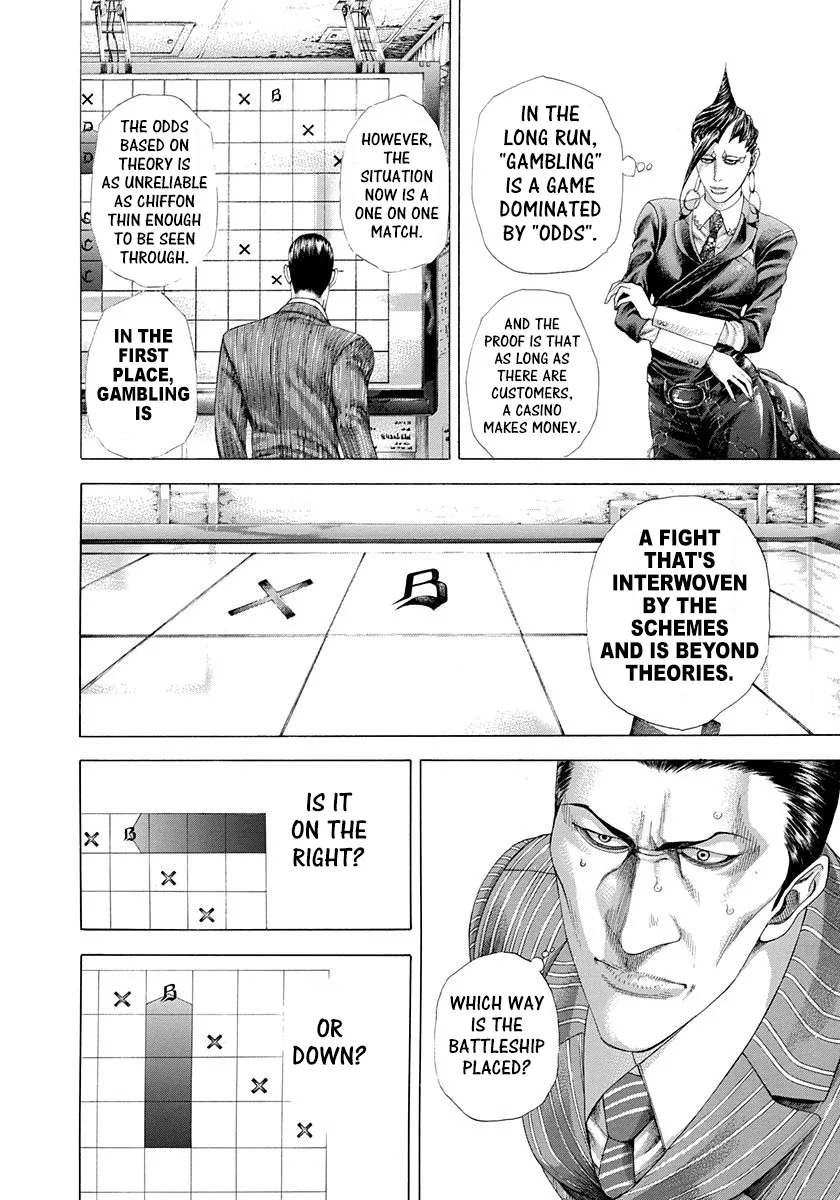 IN THE
LONG RUN,
"GAMBLING"
IS A GAME
DOMINATED
BY "ODDS".
AND THE
PROOF IS THAT
AS LONG AS
THERE ARE
CUSTOMERS,
A CASINO
MAKES MONEY.
HOWEVER,
THE
SITUATION
NOW IS A
ONE ON ONE
MATCH.
THE ODDS
BASED ON
THEORY IS
AS UNRELIABLE
AS CHIFFON
THIN ENOUGH
TO BE SEEN
THROUGH.
IN THE
FIRST
PLACE,
GAMBLING
IS
B
D
D
C
C
A FIGHT
THAT'S
INTERWOVEN
BY THE
SCHEMES
AND IS BEYOND
THEORIES.
B
WHICH WAY
IS THE
BATTLESHIP
PLACED?
IS IT
ON THE
RIGHT?
B
OR
DOWN?
B